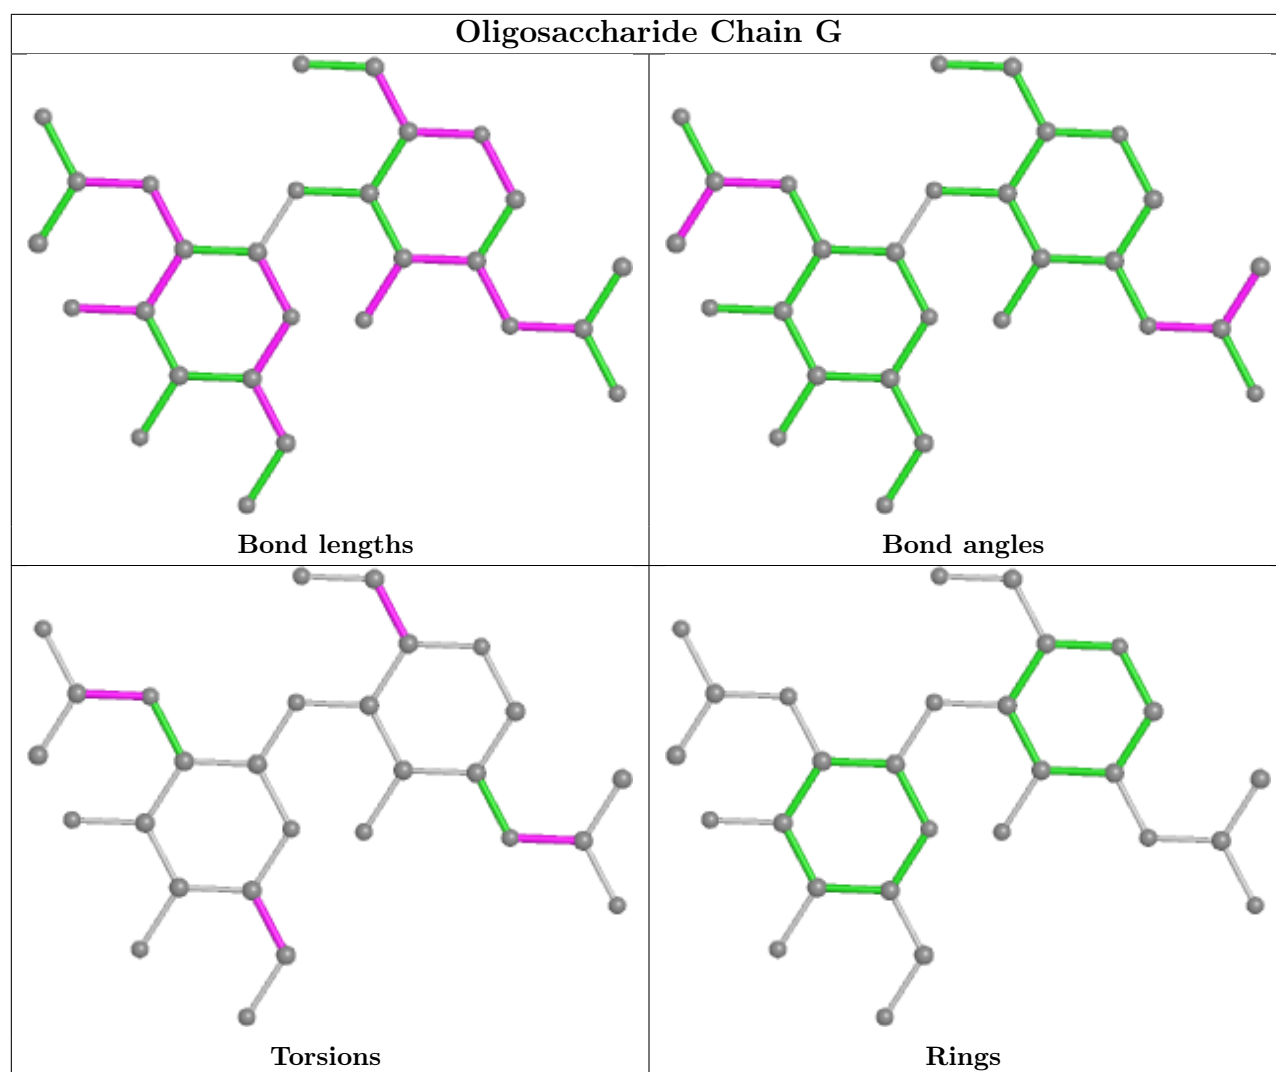 Oligosaccharide Chain G
Bond lengths
Bond angles
Torsions
Rings